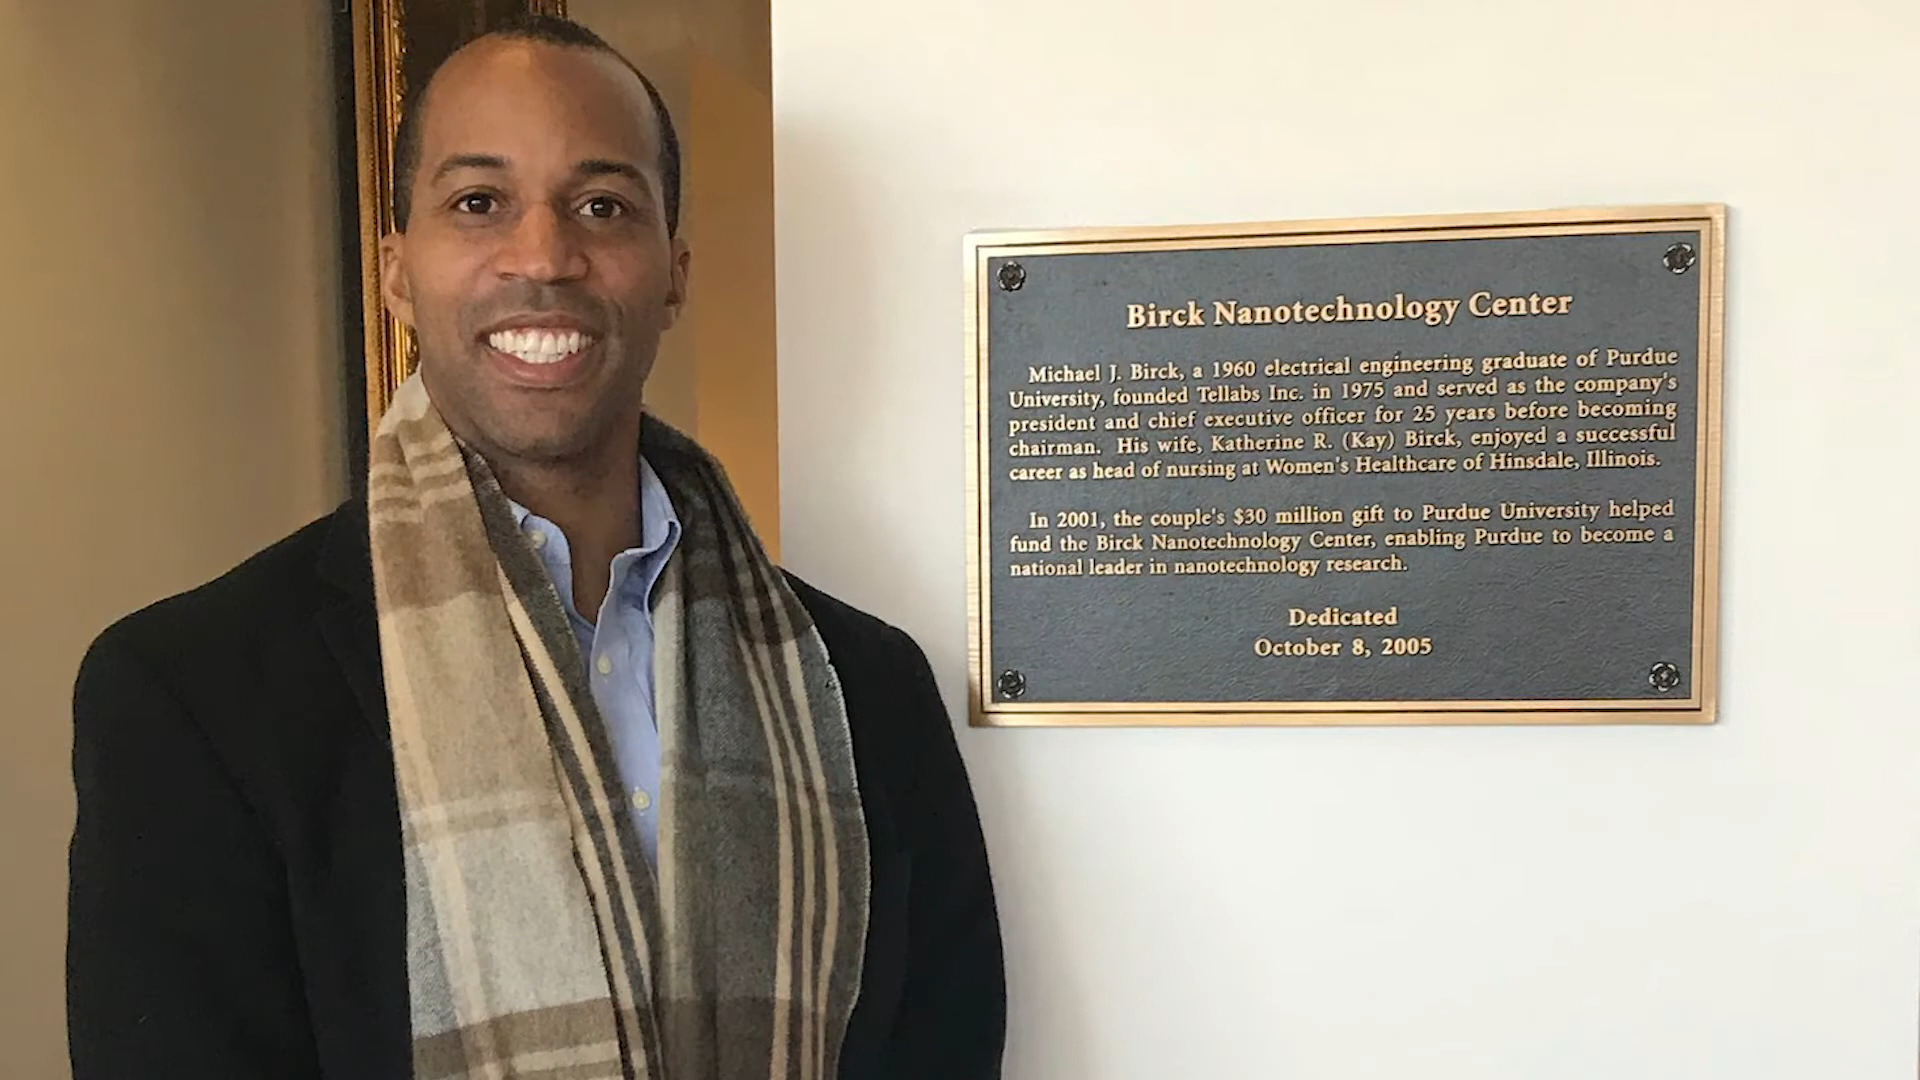 Birck Nanotechnology Center
Michael J. Birck, a 1960 electrical engineering graduate of Purdue
University, founded Tellabs Inc. in 1975 and served as the company's
president and chief executive officer for 25 years before becoming
chairman. His wife, Katherine R. (Kay) Birck, enjoyed a successful
career as head of nursing at Women's Healthcare of Hinsdale, Illinois.
In 2001, the couple's $30 million gift to Purdue University helped
fund the Birck Nanotechnology Center, enabling Purdue to become a
national leader in nanotechnology research.
Dedicated
October 8, 2005